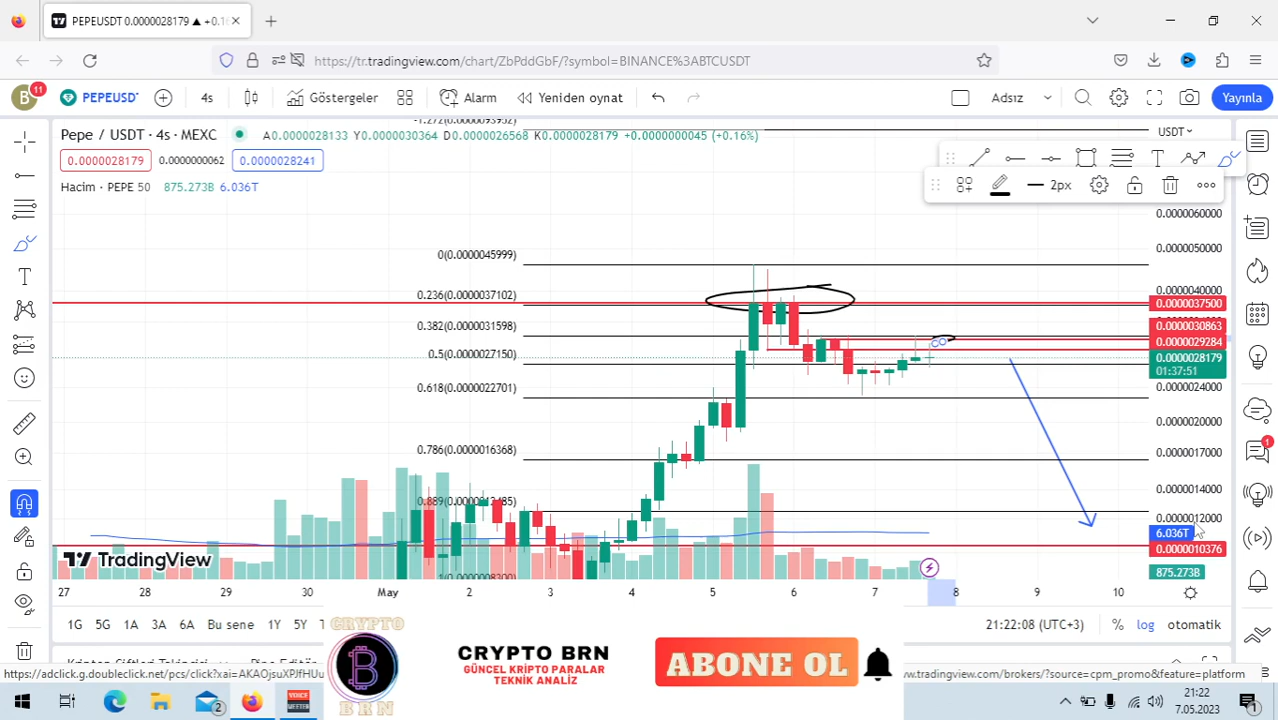 PEPEUSDT 0.0000028179 ▲ +0.16
https://tr.tradingview.com/chart/ZbPddGbF/?symbol=BINANCE%3ABTCUSDT
B
11
PEPEUSD
4s
Göstergeler
Alarm
Yeniden oynat
Adsız
Yayınla
Pepe / USDT · 4s · MEXC
A0.0000028133 Y0.0000030364 D0.0000026568 K0.0000028179 +0.0000000045 (+0.16%)
USDT
0.0000028179
0.0000000062
0.0000028241
2px
Hacim · PEPE 50 875.273B 6.036T
0.0000060000
0.0000050000
0(0.0000045999)
0.0000040000
0.236(0.0000037102)
0.0000037500
0.382(0.0000031598)
0.0000030863
0.0000029284
0.5(0.0000027150)
0.0000028179
01:37:51
0.618(0.0000022701)
0.0000024000
0.0000020000
0.786(0.0000016368)
0.0000017000
0.0000014000
0.0000012000
6.036T
0.0000010376
TradingView
875.273B
27
28
29
30
May
2
3
4
5
6
7
8
9
10
1G
5G
1A
3A
6A
Bu sene
1Y
5Y
21:22:08 (UTC+3)
%
log
otomatik
CRYPTO
BRN
CRYPTO BRN
GÜNCEL KRİPTO PARALAR
TEKNİK ANALİZ
ABONE OL
1
2
21:22
7.05.2023
1